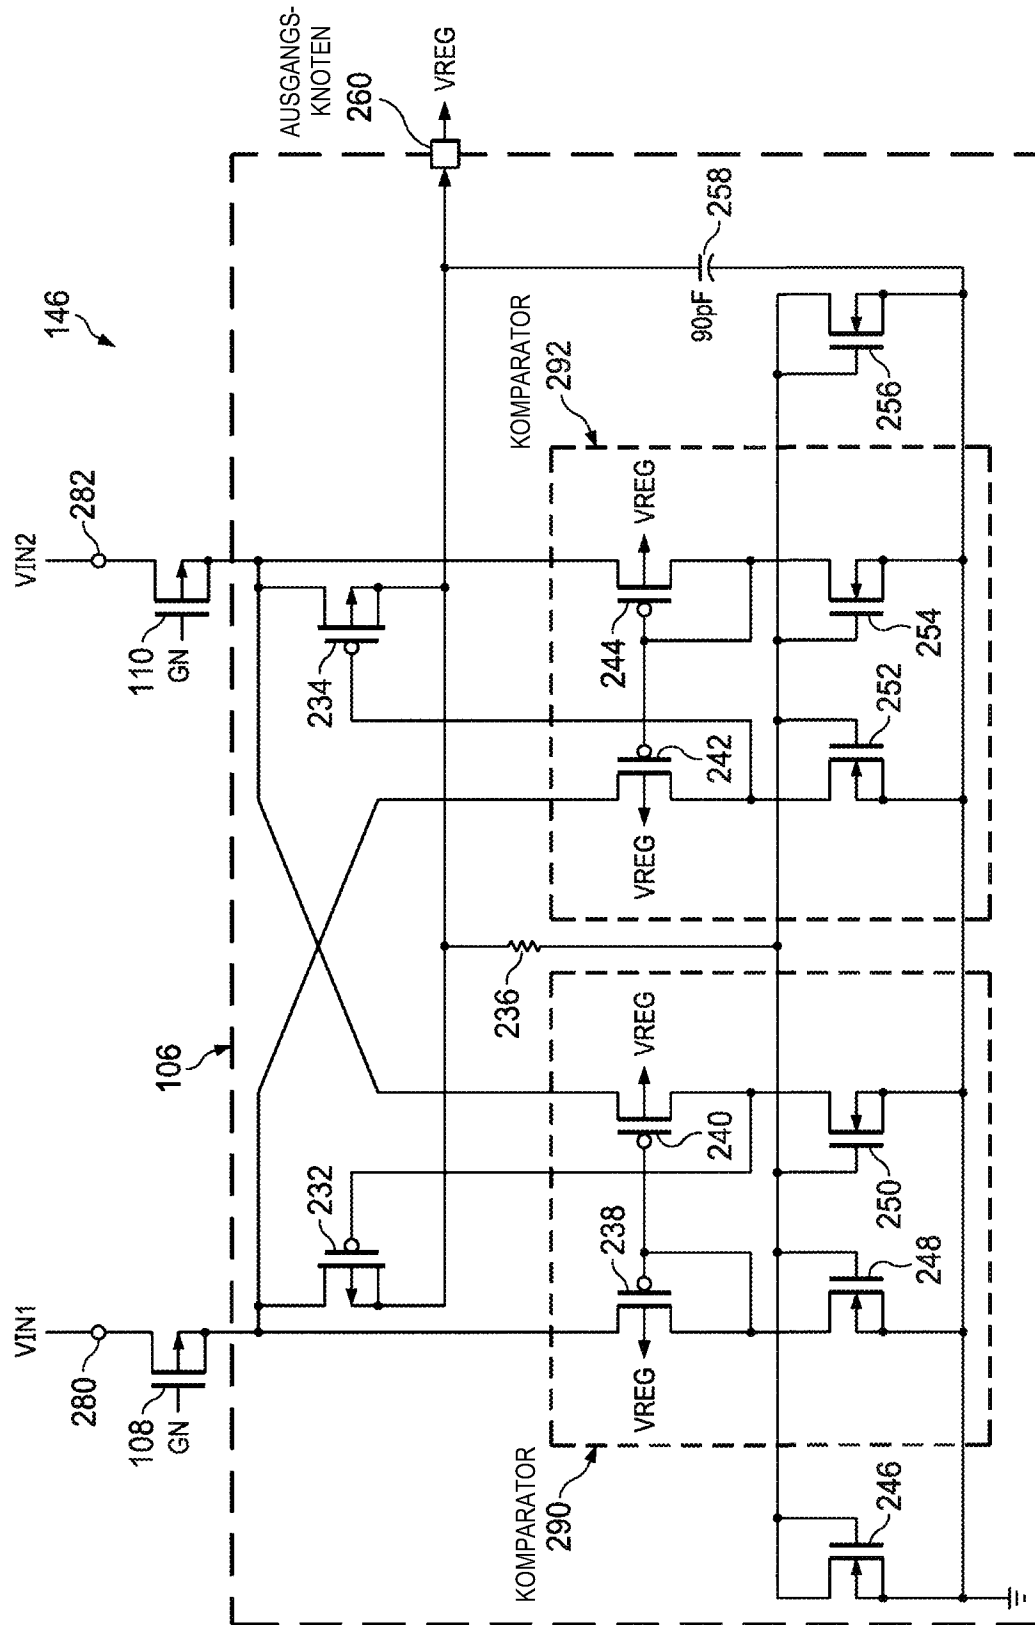 146
AUSGANGS-
KNOTEN
260
VREG
VIN1
280
108
GN
VIN2
282
110
GN
106
232
234
236
258
90pF
KOMPARATOR
290
KOMPARATOR
292
238
VREG
240
VREG
242
VREG
244
VREG
246
248
250
252
254
256